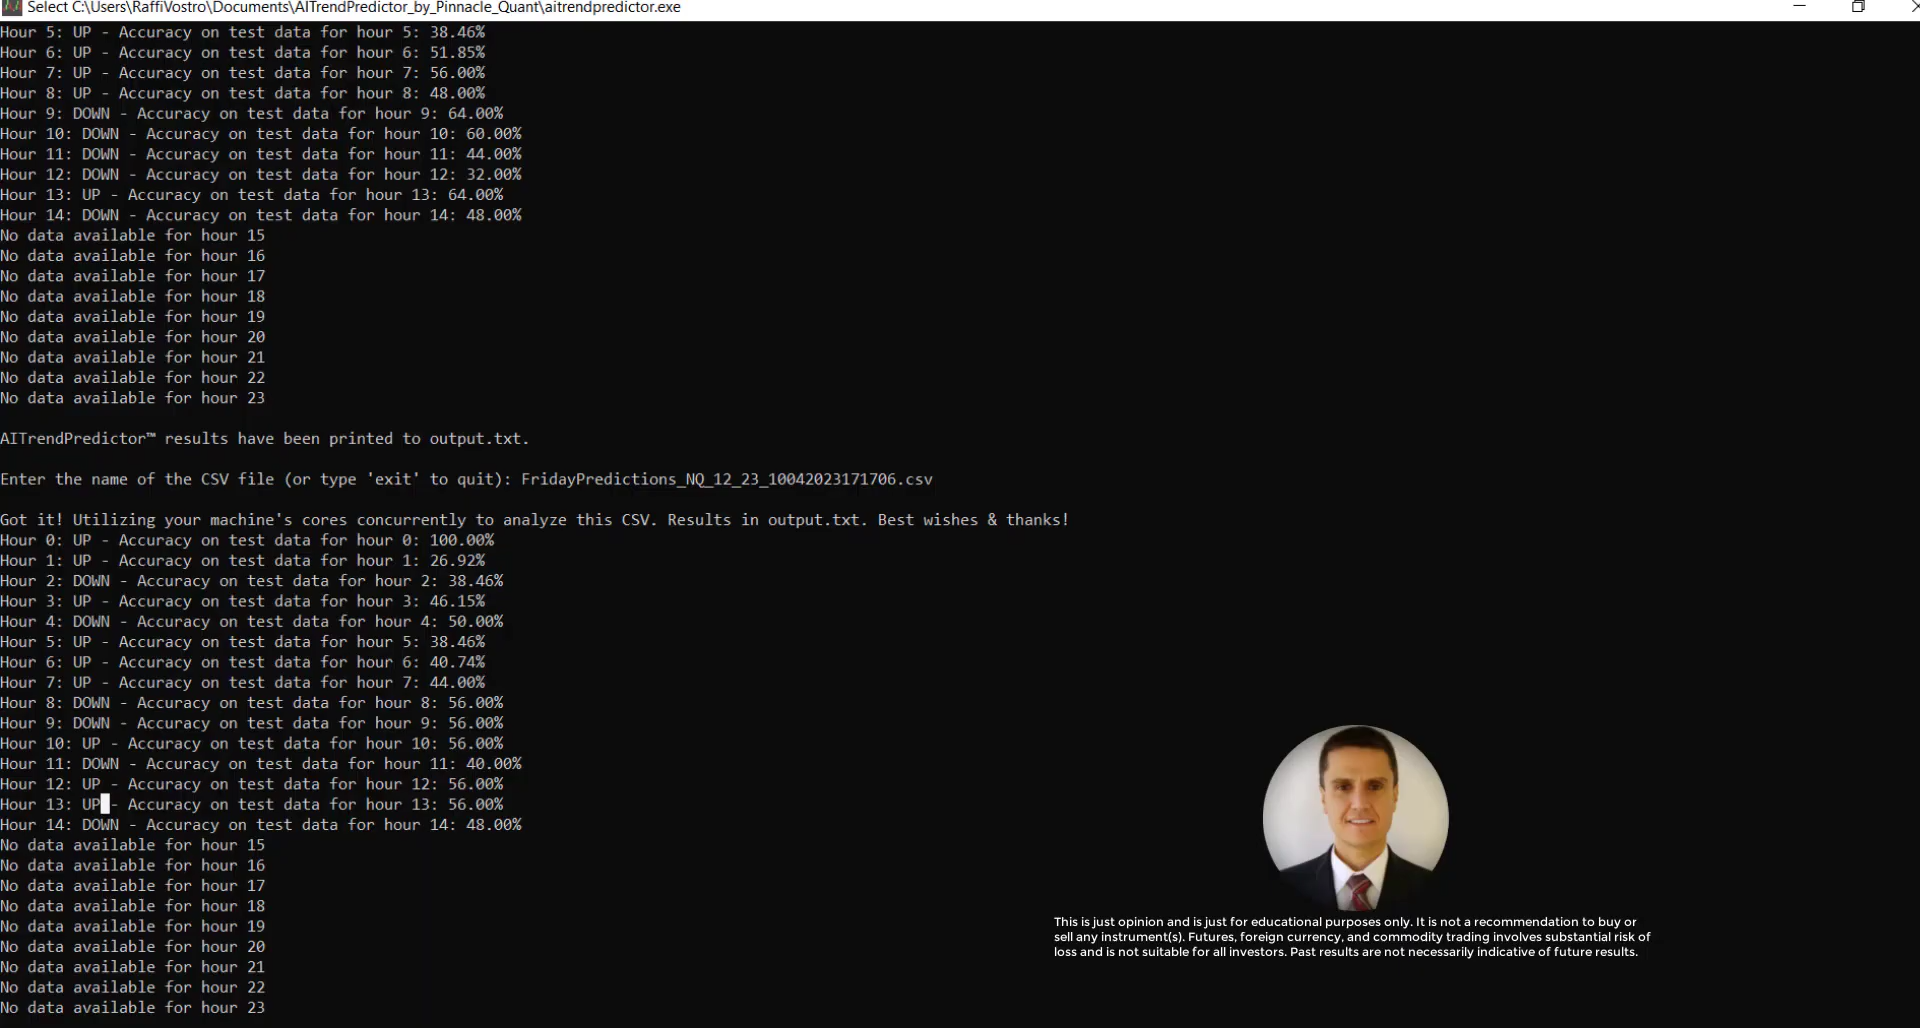 Select C:\Users\RaffiVostro\Documents\AITrendPredictor_by_Pinnacle_Quant\aitrendpredictor.exe
Hour 5: UP - Accuracy on test data for hour 5: 38.46%
Hour 6: UP - Accuracy on test data for hour 6: 51.85%
Hour 7: UP - Accuracy on test data for hour 7: 56.00%
Hour 8: UP - Accuracy on test data for hour 8: 48.00%
Hour 9: DOWN - Accuracy on test data for hour 9: 64.00%
Hour 10: DOWN - Accuracy on test data for hour 10: 60.00%
Hour 11: DOWN - Accuracy on test data for hour 11: 44.00%
Hour 12: DOWN - Accuracy on test data for hour 12: 32.00%
Hour 13: UP - Accuracy on test data for hour 13: 64.00%
Hour 14: DOWN - Accuracy on test data for hour 14: 48.00%
No data available for hour 15
No data available for hour 16
No data available for hour 17
No data available for hour 18
No data available for hour 19
No data available for hour 20
No data available for hour 21
No data available for hour 22
No data available for hour 23
AITrendPredictor™ results have been printed to output.txt.
Enter the name of the CSV file (or type 'exit' to quit): FridayPredictions_NQ_12_23_10042023171706.csv
Got it! Utilizing your machine's cores concurrently to analyze this CSV. Results in output.txt. Best wishes & thanks!
Hour 0: UP - Accuracy on test data for hour 0: 100.00%
Hour 1: UP - Accuracy on test data for hour 1: 26.92%
Hour 2: DOWN - Accuracy on test data for hour 2: 38.46%
Hour 3: UP - Accuracy on test data for hour 3: 46.15%
Hour 4: DOWN - Accuracy on test data for hour 4: 50.00%
Hour 5: UP - Accuracy on test data for hour 5: 38.46%
Hour 6: UP - Accuracy on test data for hour 6: 40.74%
Hour 7: UP - Accuracy on test data for hour 7: 44.00%
Hour 8: DOWN - Accuracy on test data for hour 8: 56.00%
Hour 9: DOWN - Accuracy on test data for hour 9: 56.00%
Hour 10: UP - Accuracy on test data for hour 10: 56.00%
Hour 11: DOWN - Accuracy on test data for hour 11: 40.00%
Hour 12: UP - Accuracy on test data for hour 12: 56.00%
Hour 13: UP - Accuracy on test data for hour 13: 56.00%
Hour 14: DOWN - Accuracy on test data for hour 14: 48.00%
No data available for hour 15
No data available for hour 16
No data available for hour 17
No data available for hour 18
No data available for hour 19
No data available for hour 20
No data available for hour 21
No data available for hour 22
No data available for hour 23
This is just opinion and is just for educational purposes only. It is not a recommendation to buy or
sell any instrument(s). Futures, foreign currency, and commodity trading involves substantial risk of
loss and is not suitable for all investors. Past results are not necessarily indicative of future results.